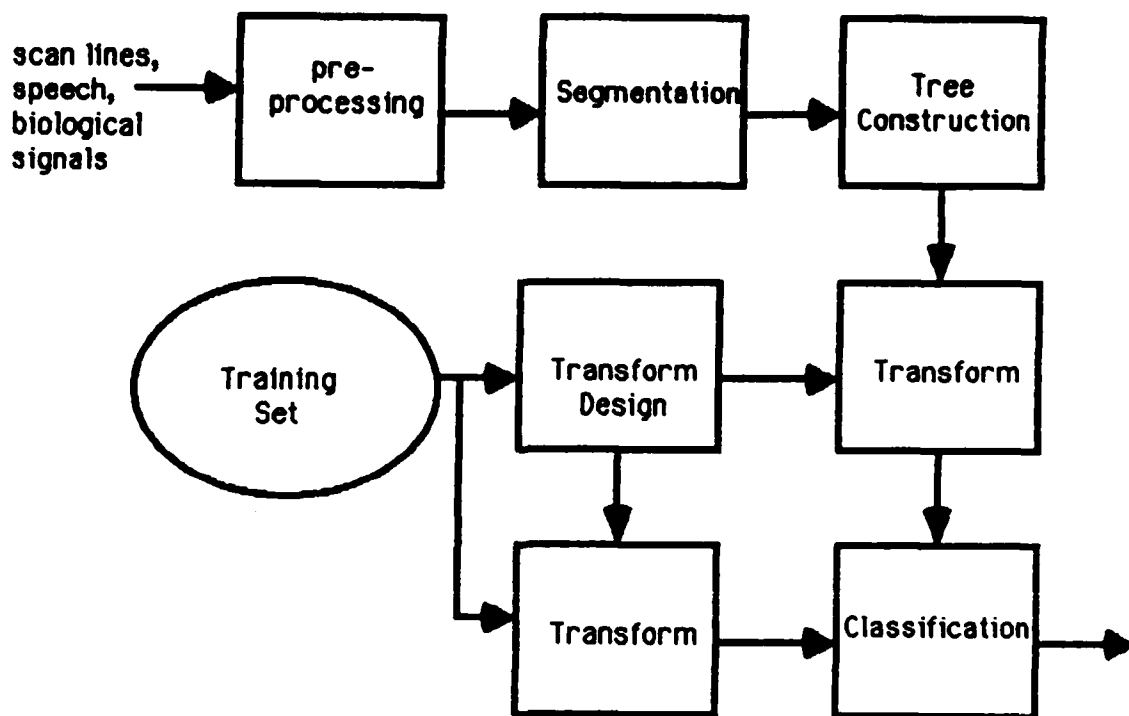 scan lines,
speech,
biological
signals
pre-
processing
Segmentation
Tree
Construction
Training
Set
Transform
Design
Transform
Transform
Classification